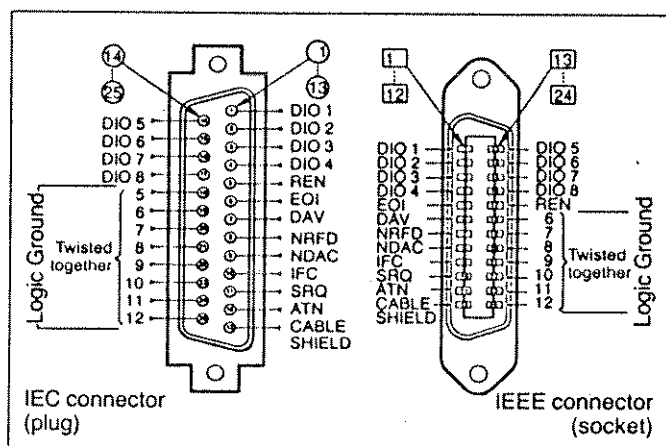 14
25
1
13
DIO 5
DIO 6
DIO 7
DIO 8
5
6
7
8
9
10
11
12
Logic Ground
Twisted
together
DIO 1
DIO 2
DIO 3
DIO 4
REN
EOI
DAV
NRFD
NDAC
IFC
SRQ
ATN
CABLE
SHIELD
IEC connector
(plug)
1
12
13
24
DIO 1
DIO 2
DIO 3
DIO 4
EOI
DAV
NRFD
NDAC
IFC
SRQ
ATN
CABLE
SHIELD
DIO 5
DIO 6
DIO 7
DIO 8
REN
6
7
8
9
10
11
12
Twisted
together
Logic Ground
IEEE connector
(socket)